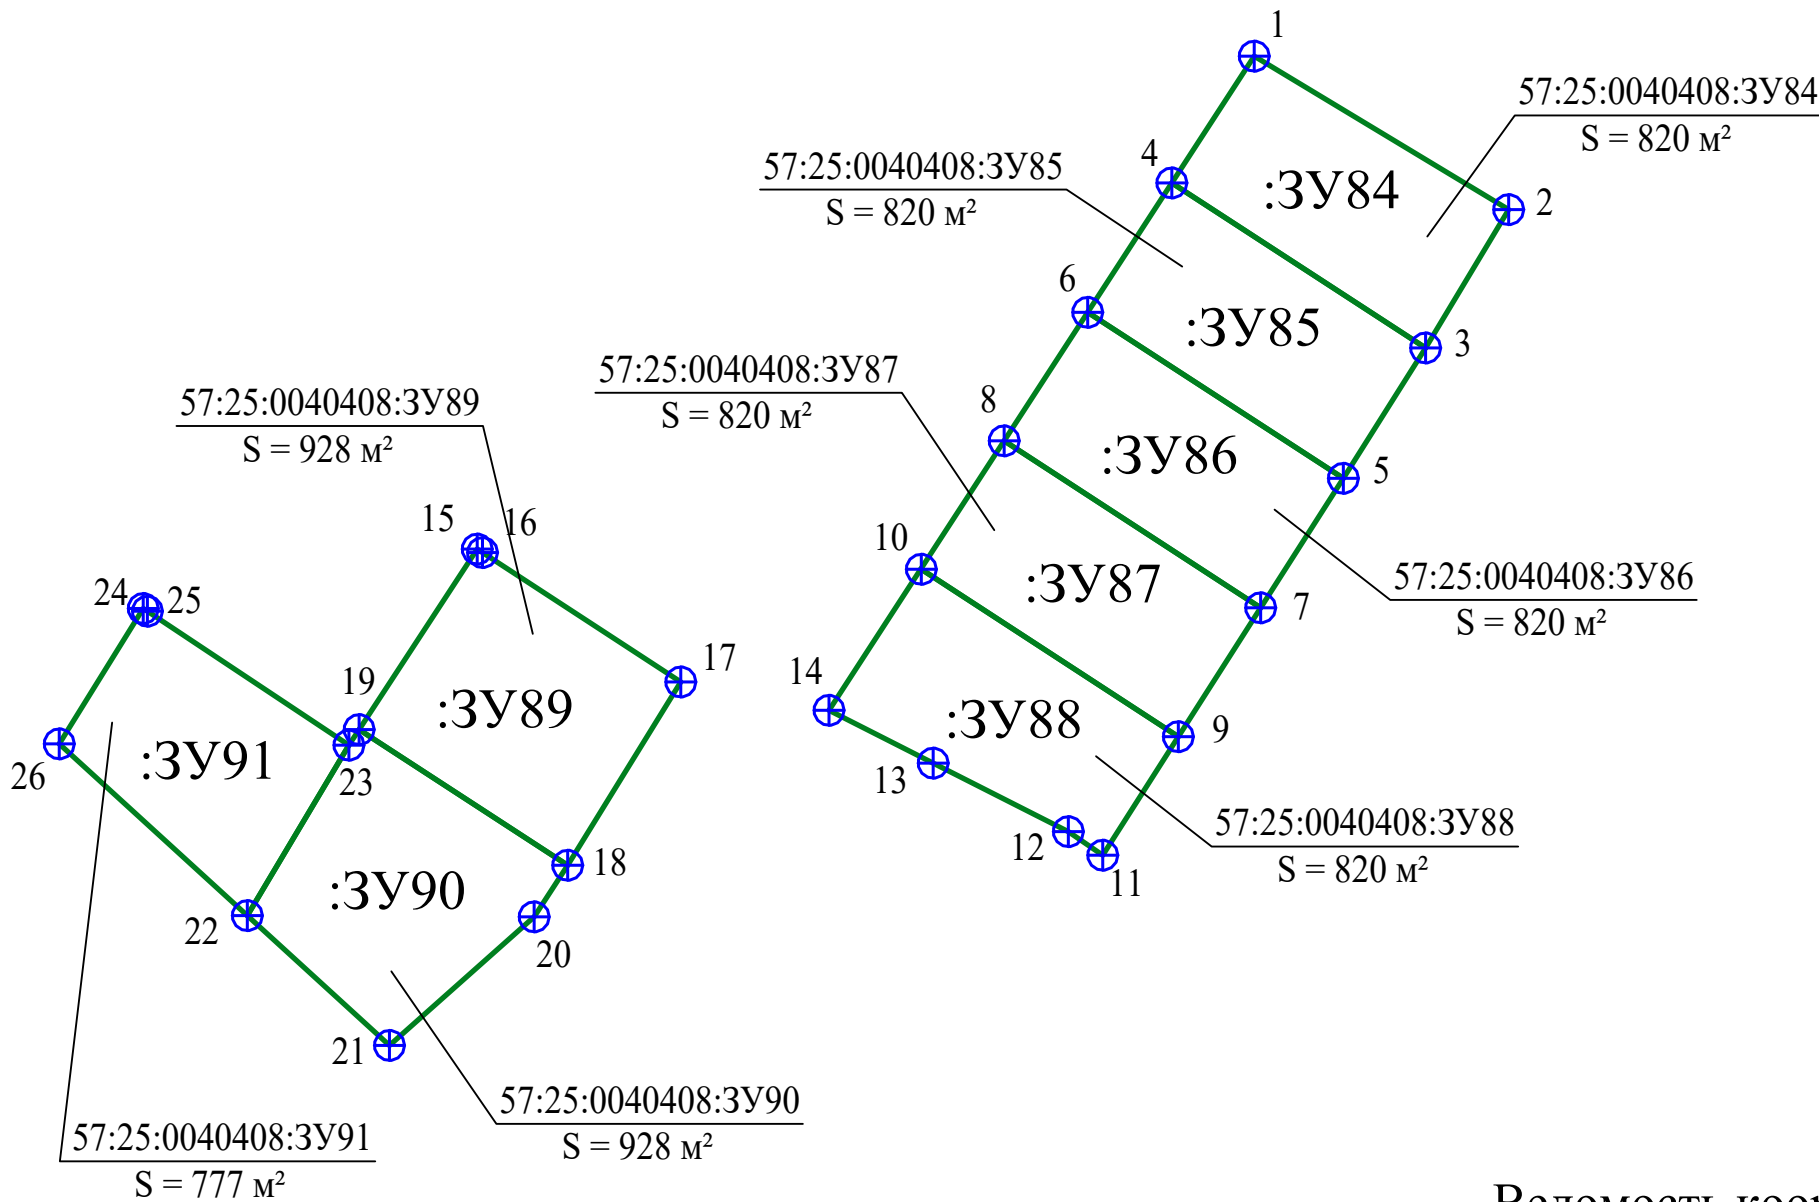 1
57:25:0040408:ЗУ84
S = 820 м²
4
57:25:0040408:ЗУ85
S = 820 м²
:ЗУ84
2
6
:ЗУ85
3
57:25:0040408:ЗУ87
S = 820 м²
57:25:0040408:ЗУ89
S = 928 м²
8
:ЗУ86
5
15
16
10
:ЗУ87
57:25:0040408:ЗУ86
S = 820 м²
24
25
7
17
14
19
:ЗУ89
:ЗУ88
9
:ЗУ91
26
23
13
57:25:0040408:ЗУ88
S = 820 м²
12
18
11
:ЗУ90
22
20
21
57:25:0040408:ЗУ90
S = 928 м²
57:25:0040408:ЗУ91
S = 777 м²
Ведомость